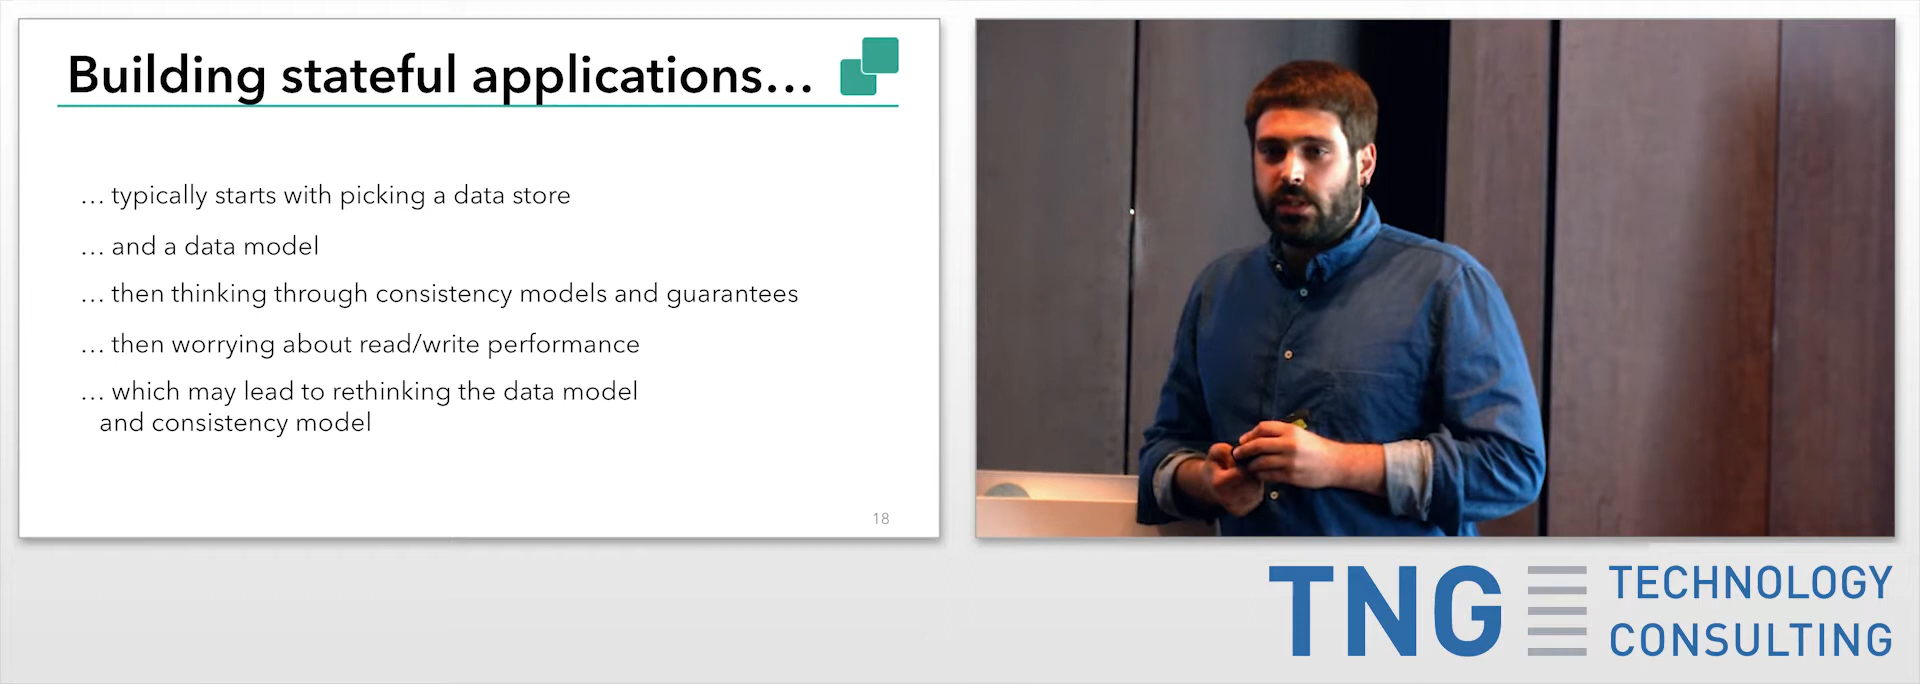 Building stateful applications…
… typically starts with picking a data store
… and a data model
… then thinking through consistency models and guarantees
… then worrying about read/write performance
… which may lead to rethinking the data model
and consistency model
18
TNG TECHNOLOGY
CONSULTING